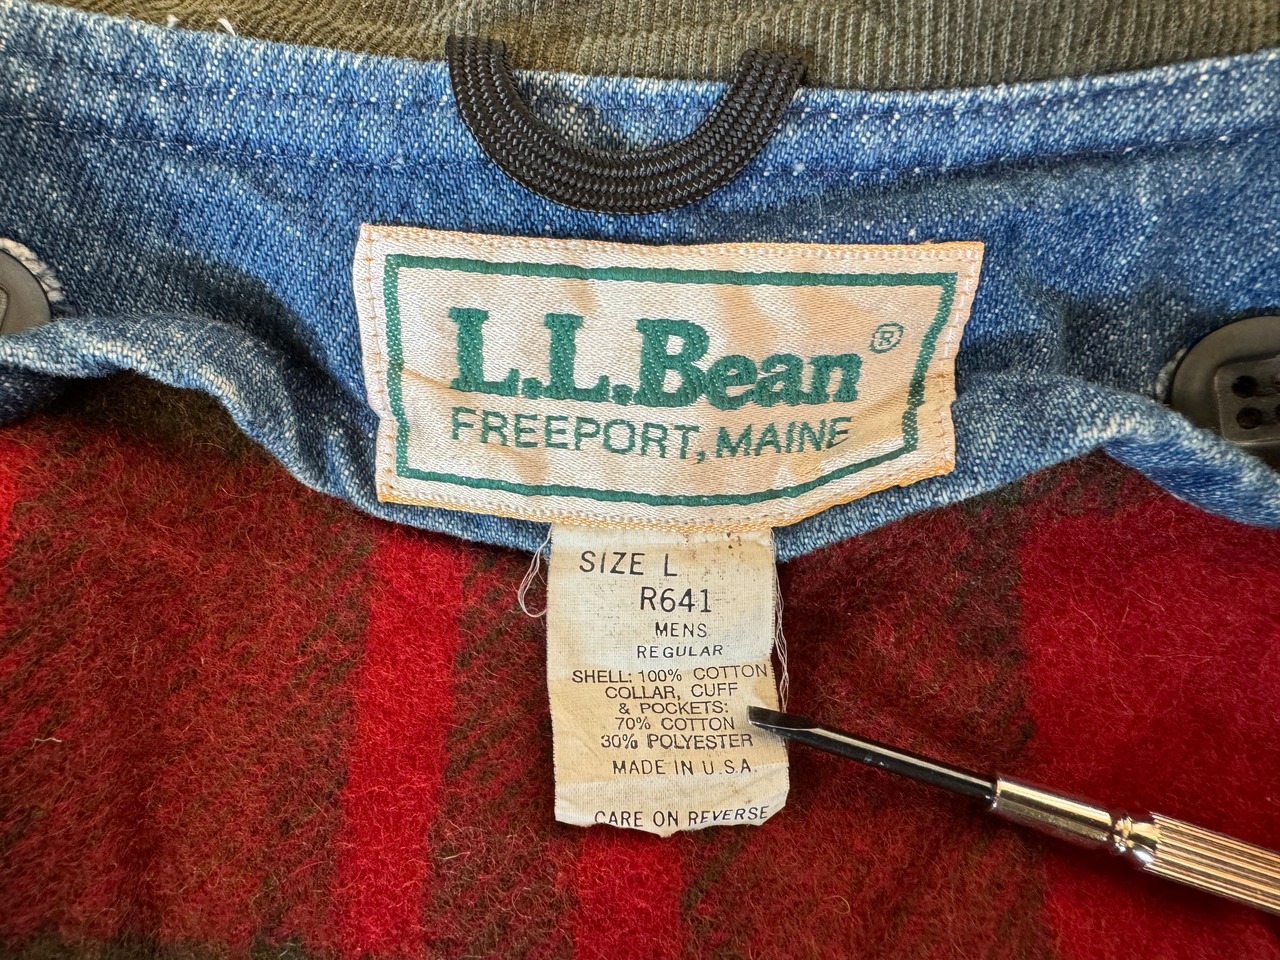 L.L.Bean®
FREEPORT, MAINE
SIZE L
R641
MENS
REGULAR
SHELL: 100% COTTON
COLLAR, CUFF
& POCKETS:
70% COTTON
30% POLYESTER
MADE IN U.S.A.
CARE ON REVERSE